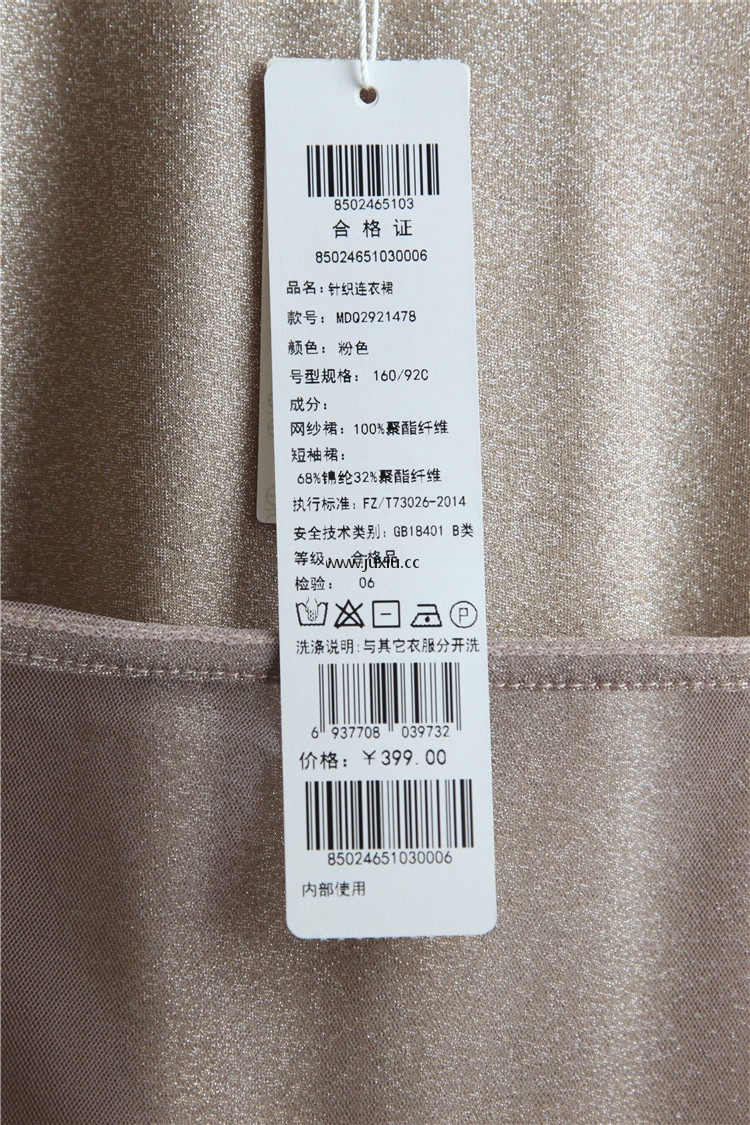 8502465103
合格证
85024651030006
品名:针织连衣裙
款号: MDQ2921478
颜色: 粉色
号型规格: 160/92C
成分:
网纱裙: 100%聚酯纤维
短袖裙:
68%锦纶32%聚酯纤维
执行标准: FZ/T73026-2014
安全技术类别: GB18401 B类
等级 合格品
www.juxiu.cc
检验: 06
P
洗涤说明:与其它衣服分开洗
6 937708 039732
价格: ¥399.00
85024651030006
内部使用